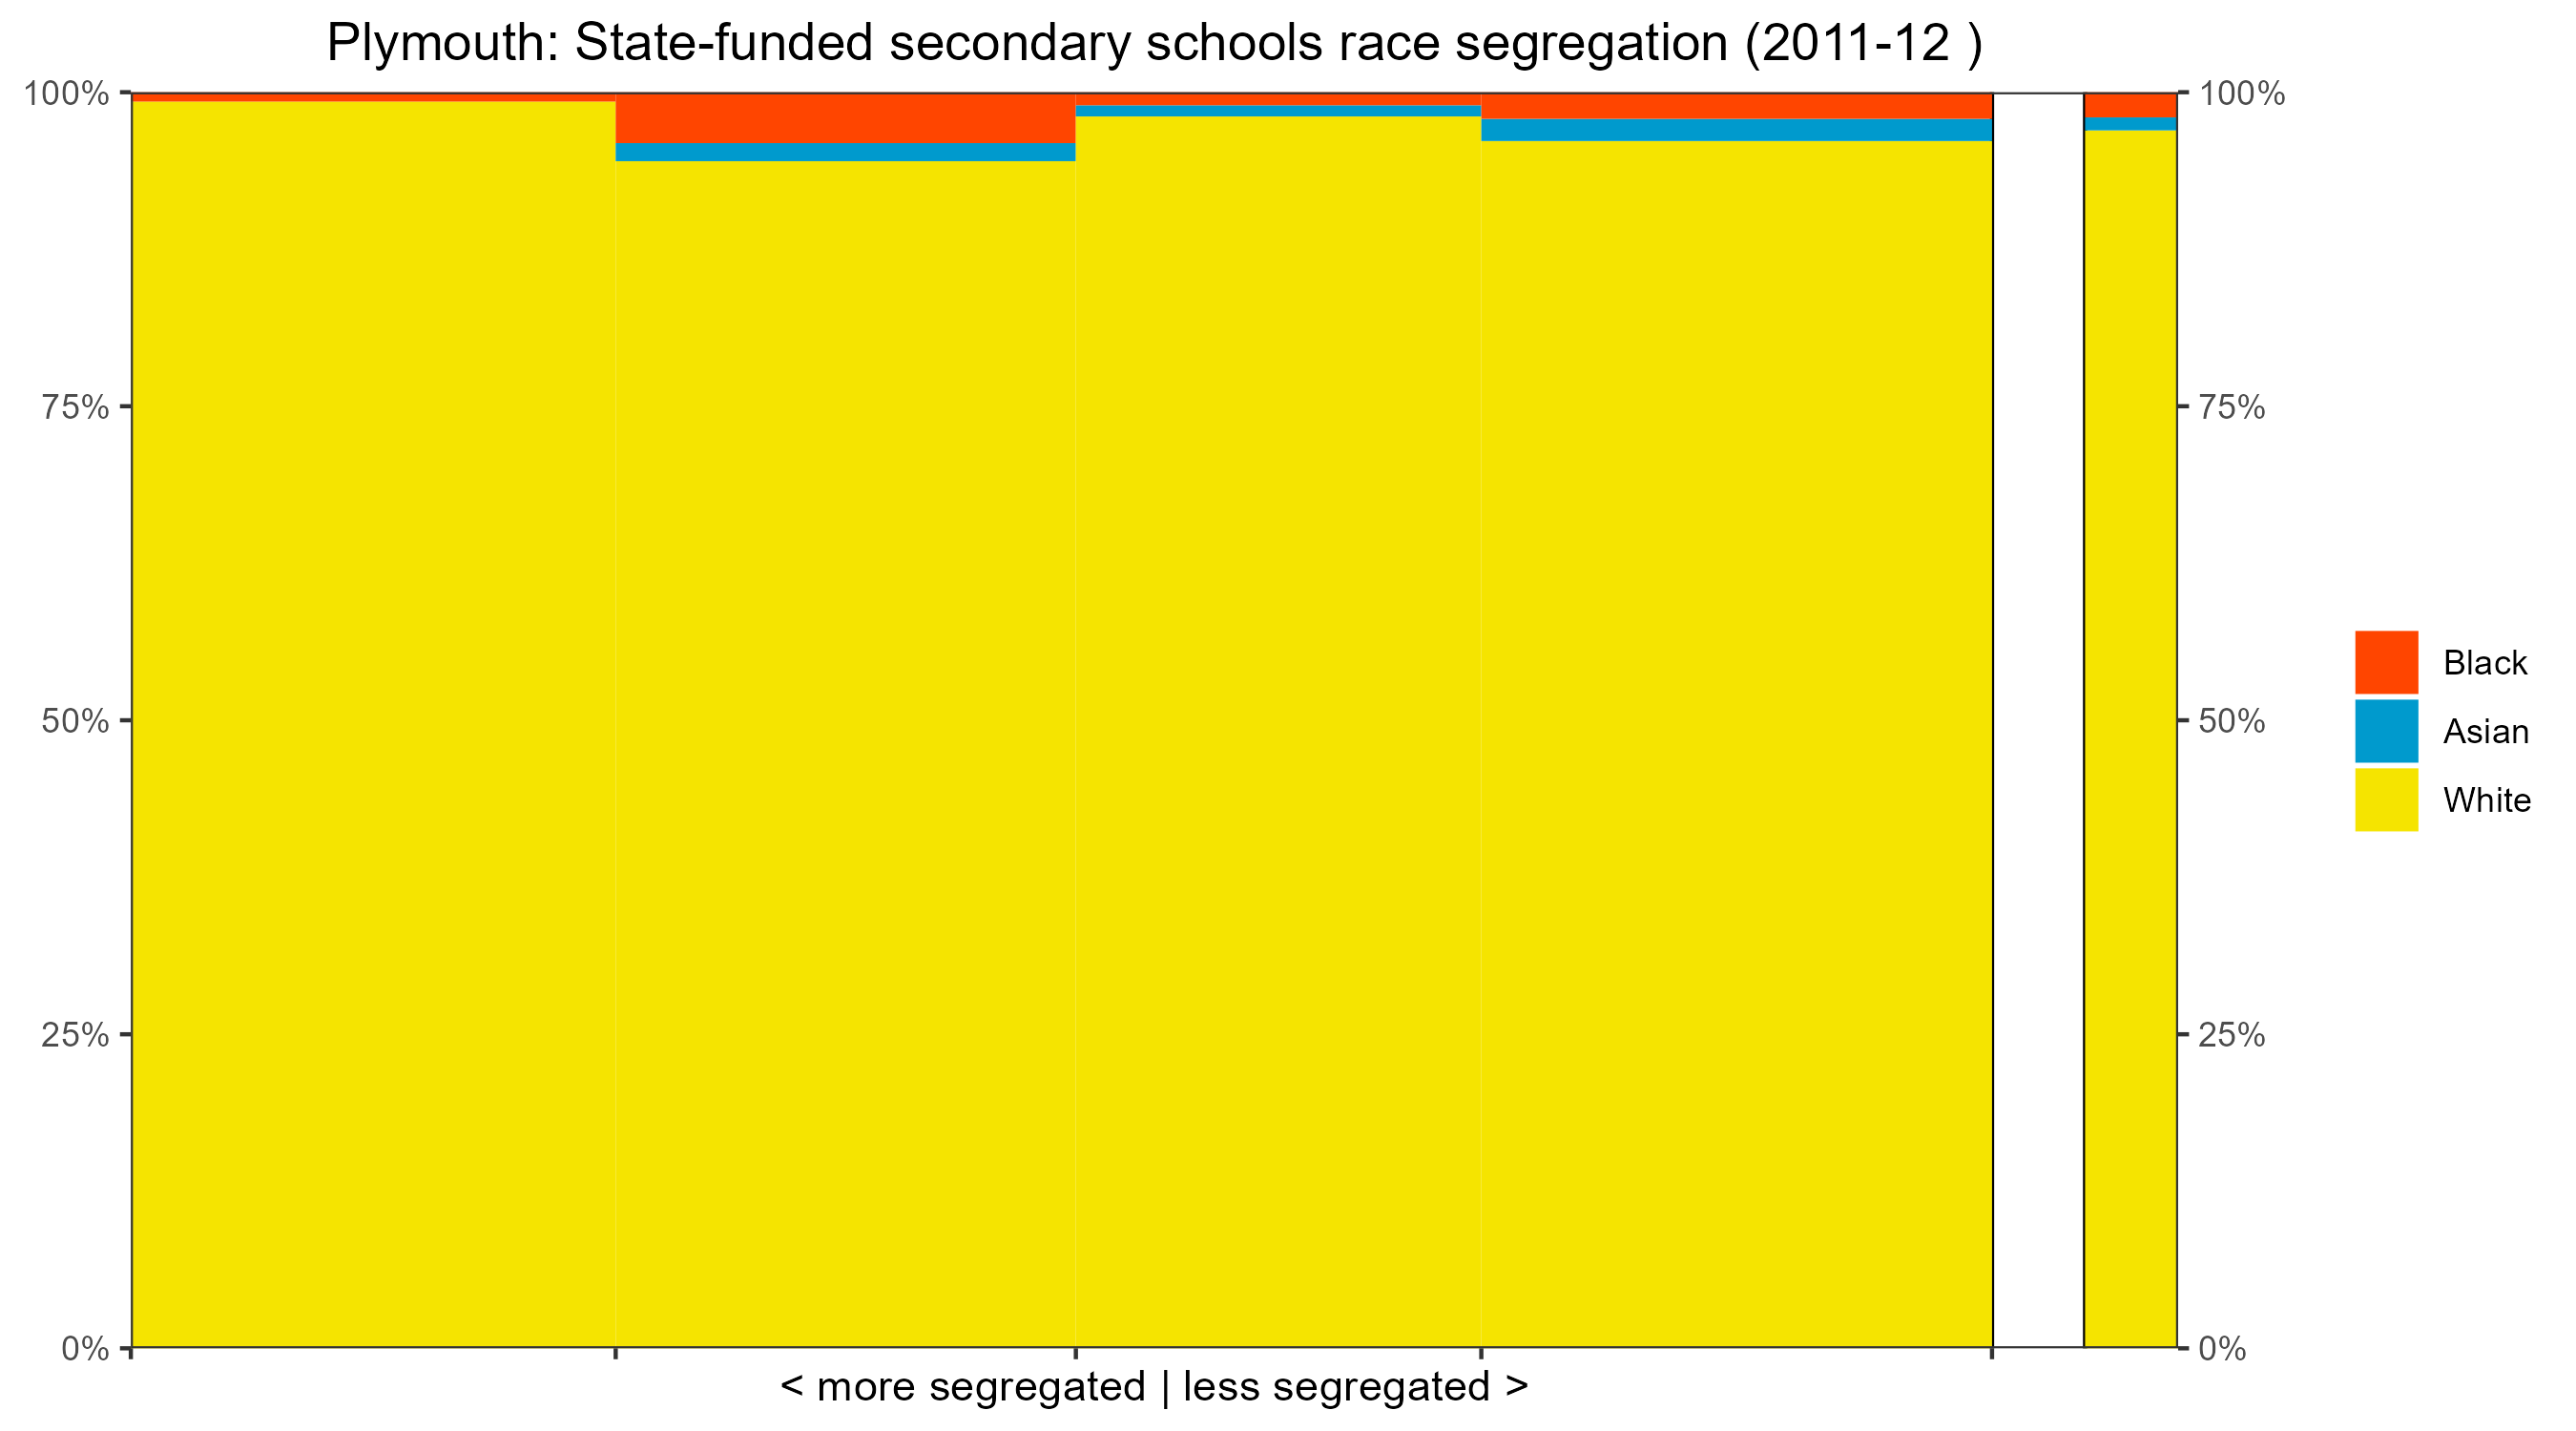 Plymouth: State-funded secondary schools race segregation (2011-12 )
100%
75%
50%
25%
0%
100%
75%
50%
25%
0%
< more segregated | less segregated >
Black
Asian
White